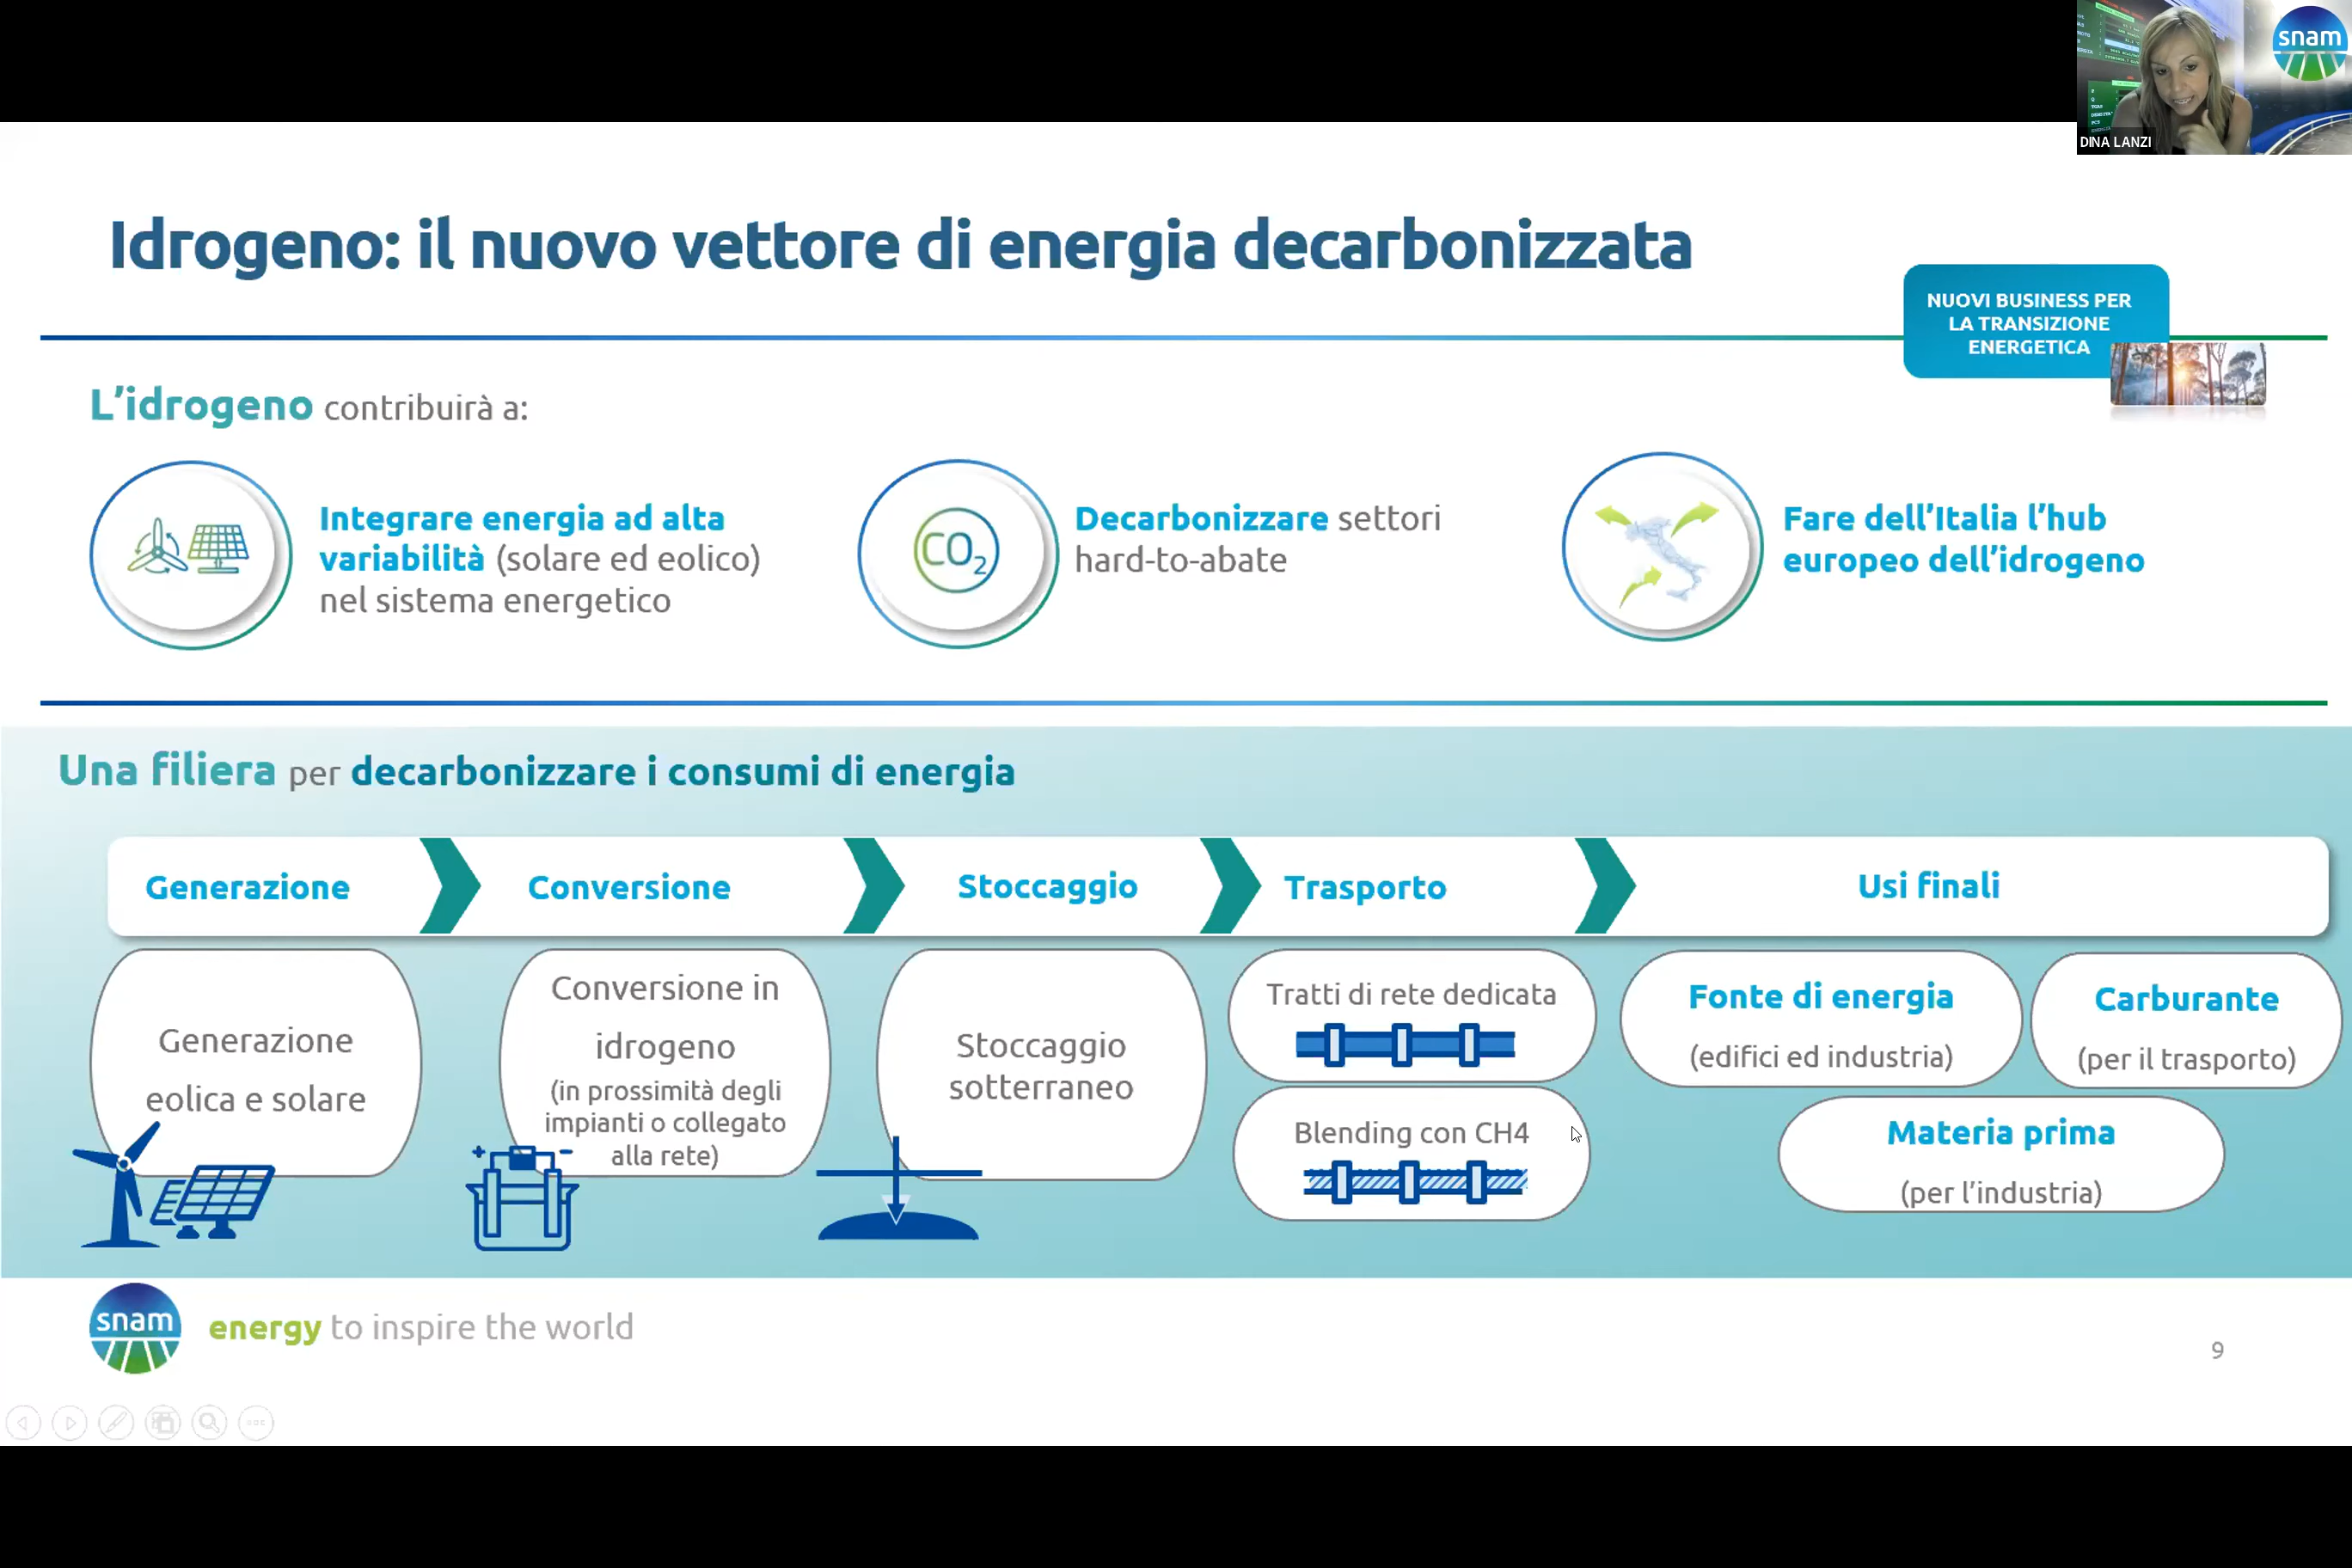 snam
DINA LANZI
Idrogeno: il nuovo vettore di energia decarbonizzata
NUOVI BUSINESS PER
LA TRANSIZIONE
ENERGETICA
L'idrogeno contribuirà a:
Integrare energia ad alta
variabilità (solare ed eolico)
nel sistema energetico
CO2
Decarbonizzare settori
hard-to-abate
Fare dell'Italia l'hub
europeo dell'idrogeno
Una filiera per decarbonizzare i consumi di energia
Generazione
Conversione
Stoccaggio
Trasporto
Usi finali
Generazione
eolica e solare
Conversione in
idrogeno
(in prossimità degli
impianti o collegato
alla rete)
+ -
Stoccaggio
sotterraneo
Tratti di rete dedicata
Blending con CH4
Fonte di energia
(edifici ed industria)
Carburante
(per il trasporto)
Materia prima
(per l'industria)
snam
energy to inspire the world
9